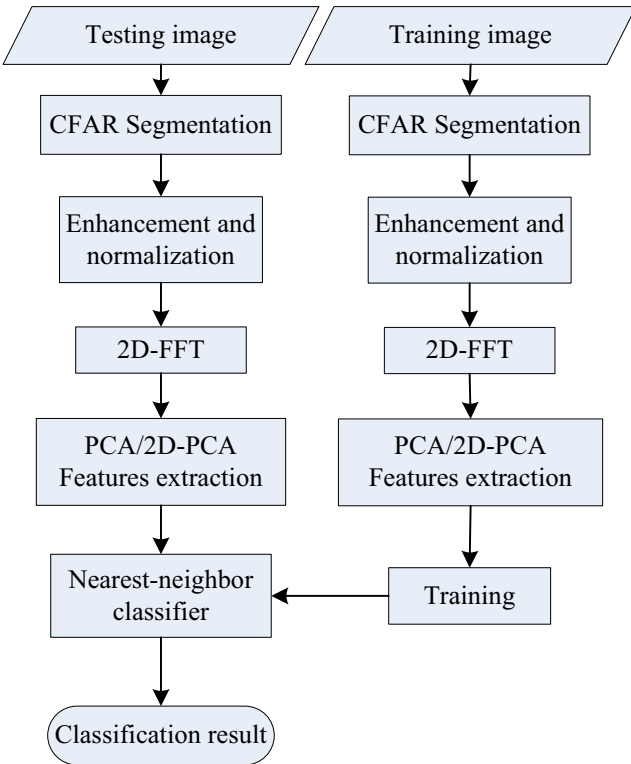 Testing image
Training image
CFAR Segmentation
CFAR Segmentation
Enhancement and
normalization
Enhancement and
normalization
2D-FFT
2D-FFT
PCA/2D-PCA
Features extraction
PCA/2D-PCA
Features extraction
Nearest-neighbor
classifier
Training
Classification result